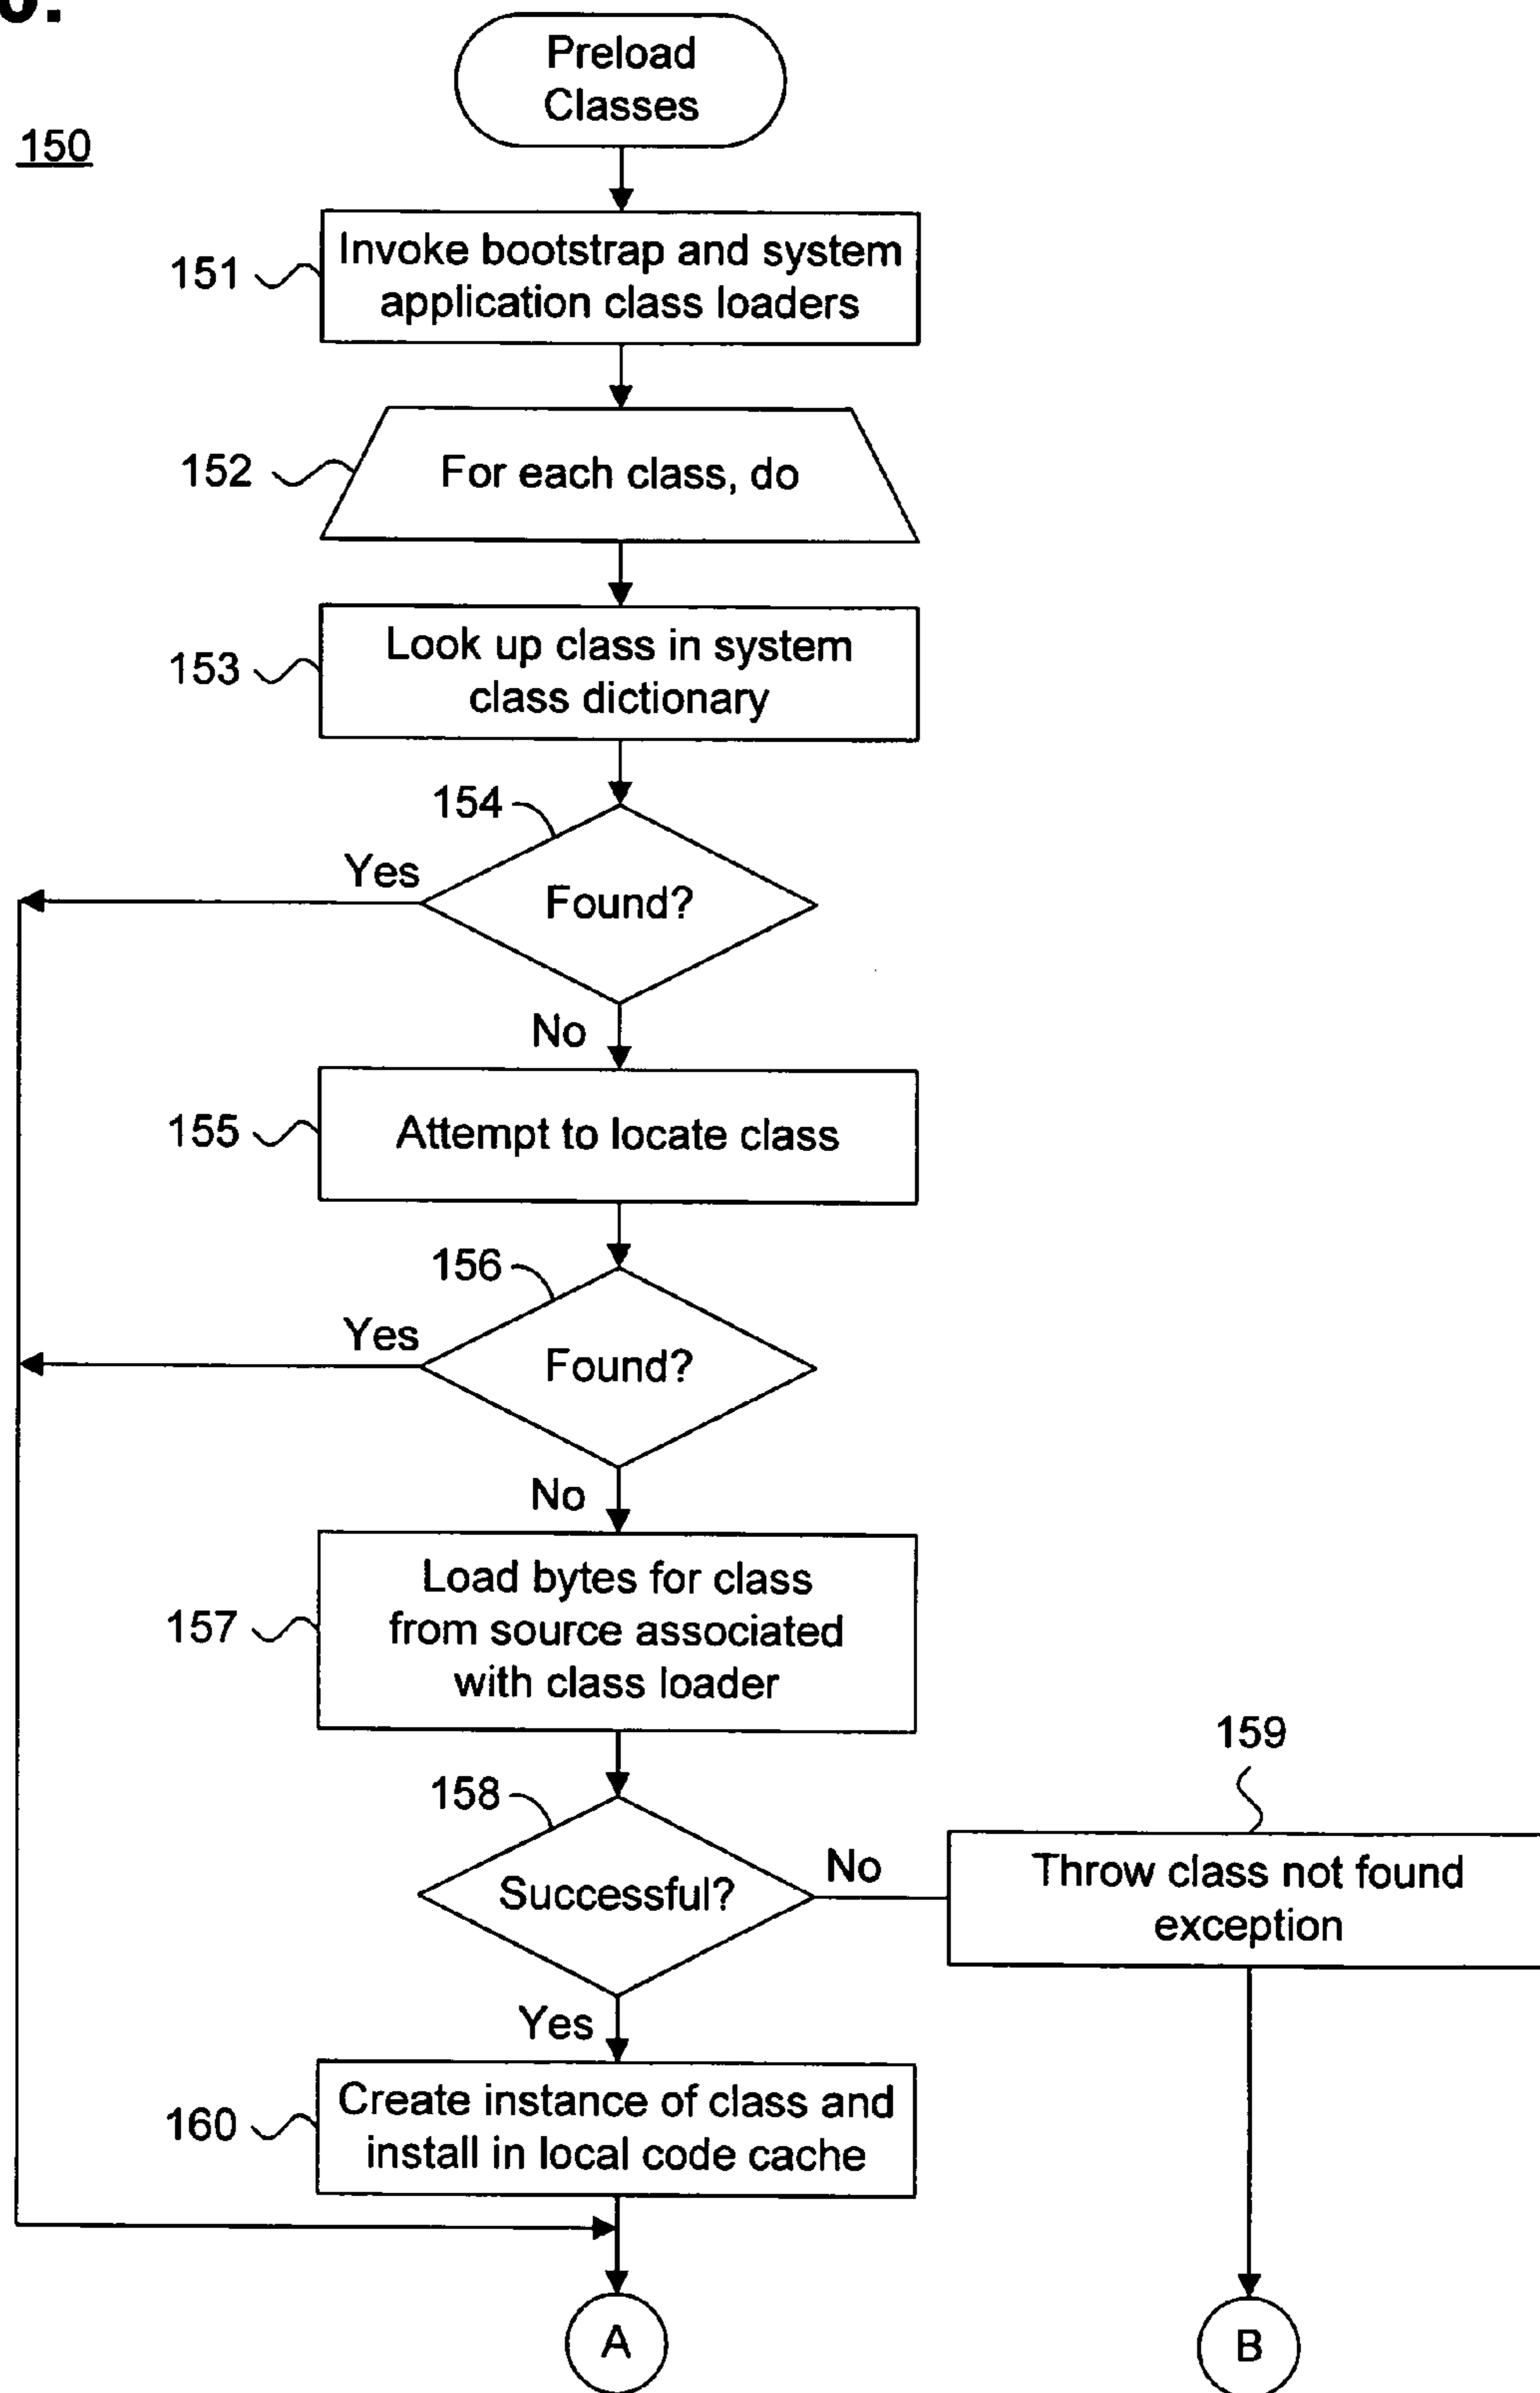 Preload
Classes
150
151
Invoke bootstrap and system
application class loaders
152
For each class, do
153
Look up class in system
class dictionary
154
Yes
Found?
No
155
Attempt to locate class
156
Yes
Found?
No
157
Load bytes for class
from source associated
with class loader
159
158
Successful?
No
Throw class not found
exception
Yes
160
Create instance of class and
install in local code cache
A
B